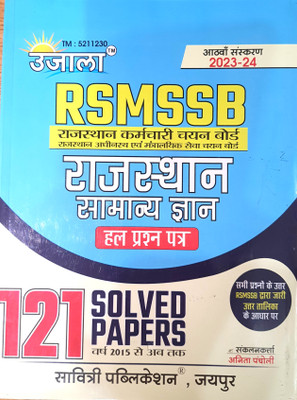 TM : 5211230
उजाला TM
आठवाँ संस्करण
2023-24
RSMSSB
राजस्थान कर्मचारी चयन बोर्ड
राजस्थान अधीनस्थ एवं मंत्रालयिक सेवा चयन बोर्ड
राजस्थान
सामान्य ज्ञान
हल प्रश्न पत्र
सभी प्रश्नों के उत्तर
RSMSSB द्वारा जारी
उत्तर तालिका
के आधार पर
121 SOLVED
PAPERS
वर्ष 2015 से अब तक
संकलनकर्त्ता
अनिता पंचोली
सावित्री पब्लिकेशन®, जयपुर